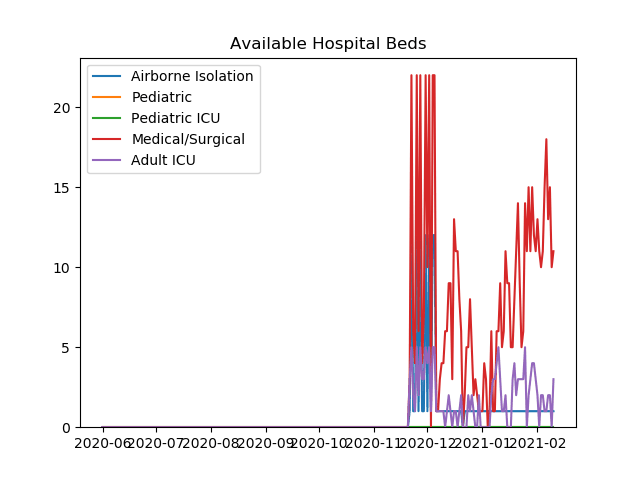 Available Hospital Beds
Airborne Isolation
Pediatric
Pediatric ICU
Medical/Surgical
Adult ICU
20
15
10
5
0
2020-06 2020-07 2020-08 2020-09 2020-10 2020-11 2020-12 2021-01 2021-02